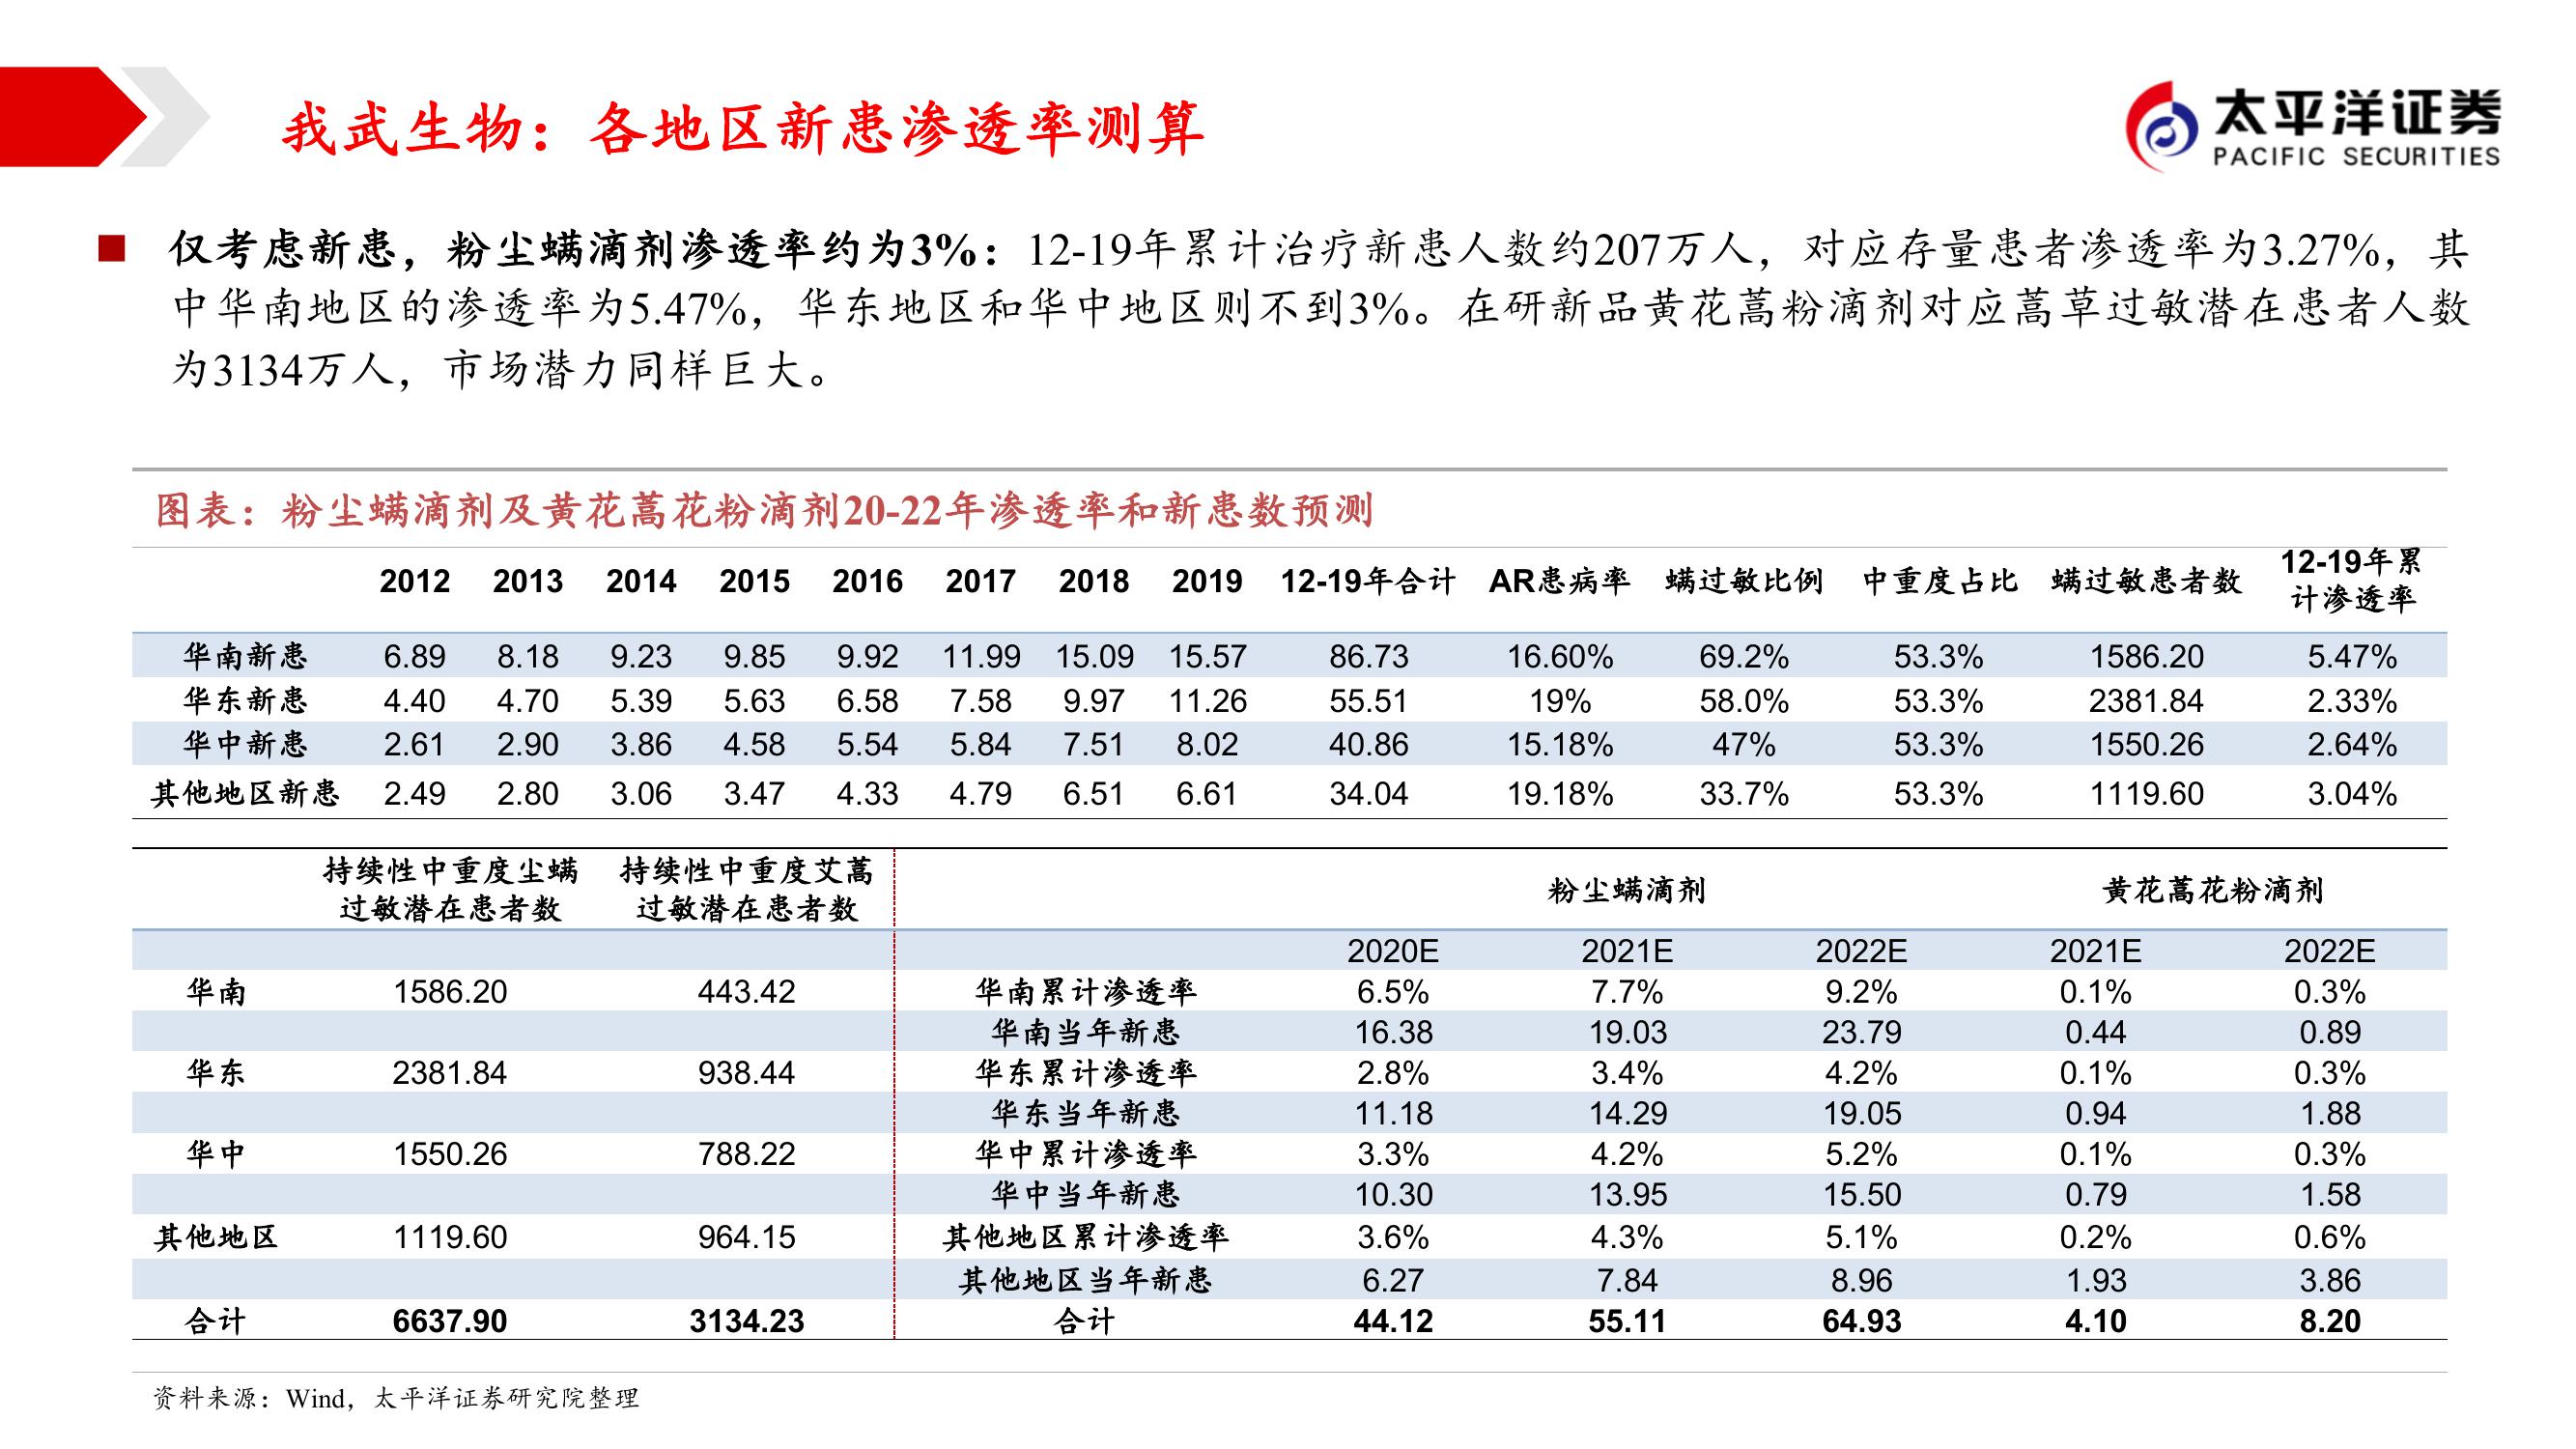 我武生物：各地区新患渗透率测算
太平洋证券
PACIFIC SECURITIES
■ 仅考虑新患，粉尘螨滴剂渗透率约为3%：12-19年累计治疗新患人数约207万人，对应存量患者渗透率为3.27%，其
中华南地区的渗透率为5.47%，华东地区和华中地区则不到3%。在研新品黄花蒿粉滴剂对应蒿草过敏潜在患者人数
为3134万人，市场潜力同样巨大。
图表：粉尘螨滴剂及黄花蒿花粉滴剂20-22年渗透率和新患数预测
2012 2013 2014 2015 2016 2017 2018 2019 12-19年合计 AR患病率 螨过敏比例 中重度占比 螨过敏患者数 12-19年累
计渗透率
华南新患 6.89 8.18 9.23 9.85 9.92 11.99 15.09 15.57 86.73 16.60% 69.2% 53.3% 1586.20 5.47%
华东新患 4.40 4.70 5.39 5.63 6.58 7.58 9.97 11.26 55.51 19% 58.0% 53.3% 2381.84 2.33%
华中新患 2.61 2.90 3.86 4.58 5.54 5.84 7.51 8.02 40.86 15.18% 47% 53.3% 1550.26 2.64%
其他地区新患 2.49 2.80 3.06 3.47 4.33 4.79 6.51 6.61 34.04 19.18% 33.7% 53.3% 1119.60 3.04%
持续性中重度尘螨 持续性中重度艾蒿
过敏潜在患者数 过敏潜在患者数
粉尘螨滴剂 黄花蒿花粉滴剂
2020E 2021E 2022E 2021E 2022E
华南 1586.20 443.42 华南累计渗透率 6.5% 7.7% 9.2% 0.1% 0.3%
华南当年新患 16.38 19.03 23.79 0.44 0.89
华东 2381.84 938.44 华东累计渗透率 2.8% 3.4% 4.2% 0.1% 0.3%
华东当年新患 11.18 14.29 19.05 0.94 1.88
华中 1550.26 788.22 华中累计渗透率 3.3% 4.2% 5.2% 0.1% 0.3%
华中当年新患 10.30 13.95 15.50 0.79 1.58
其他地区 1119.60 964.15 其他地区累计渗透率 3.6% 4.3% 5.1% 0.2% 0.6%
其他地区当年新患 6.27 7.84 8.96 1.93 3.86
合计 6637.90 3134.23 合计 44.12 55.11 64.93 4.10 8.20
资料来源：Wind，太平洋证券研究院整理